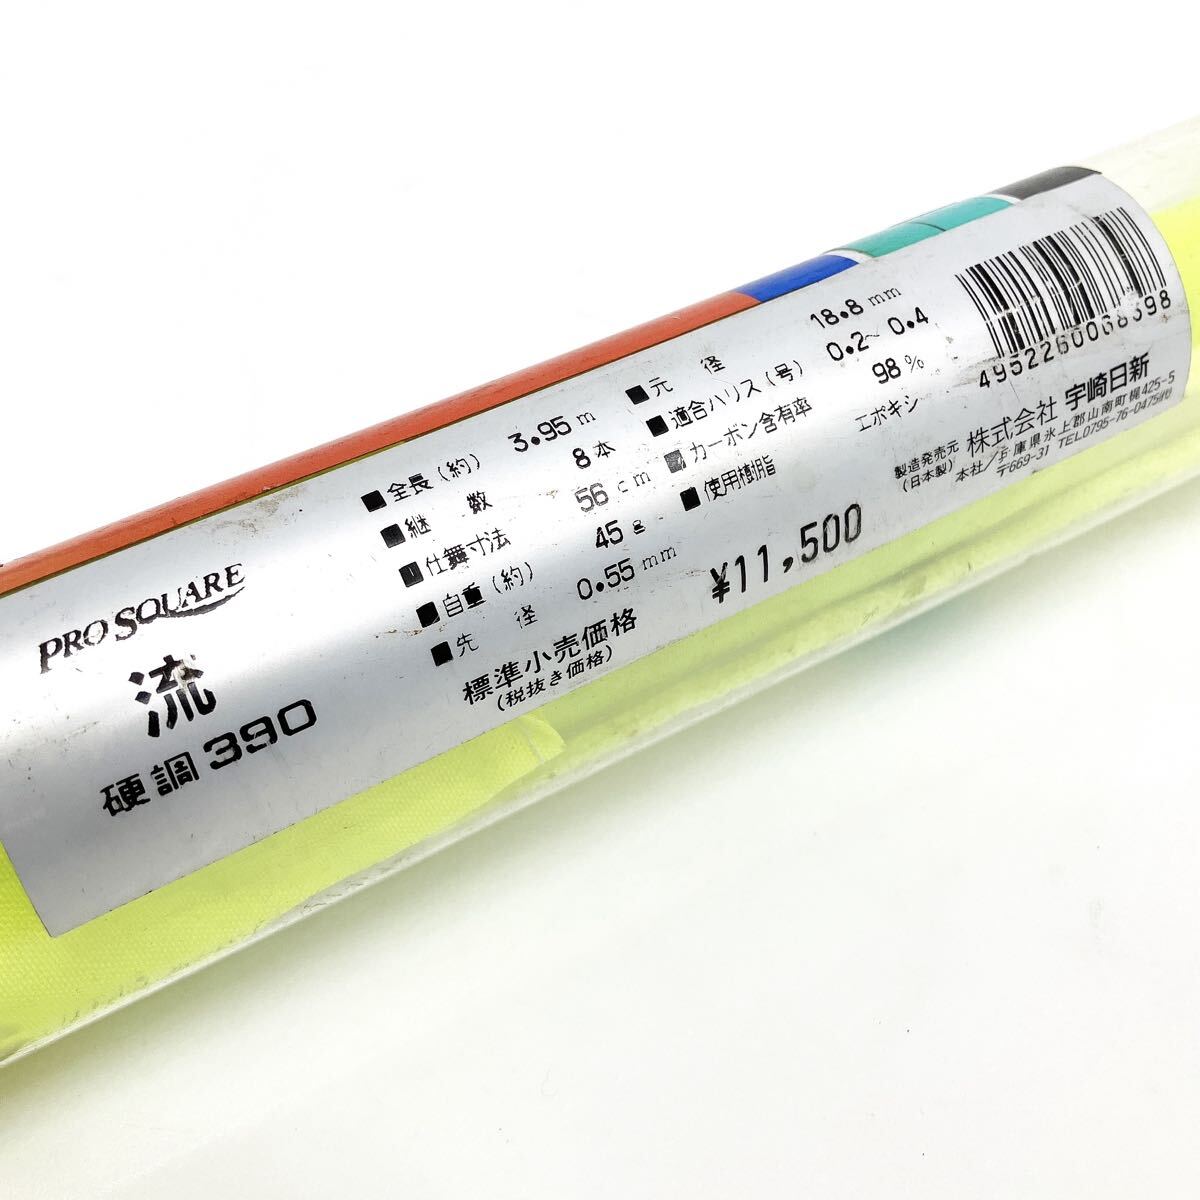 PRO SQUARE
流
硬調390
■全長(約) 3.95m
■継数 8本
■仕舞寸法 56cm
■自重(約) 45g
■先径 0.55mm
■元径 18.8mm
■適合ハリス(号) 0.2〜0.4
■カーボン含有率 98%
■使用樹脂 エポキシ
標準小売価格
(税抜き価格)
¥11,500
4952260068398
製造発売元
(日本製)
株式会社 宇崎日新
本社/兵庫県氷上郡山南町梶425-5
〒669-31 TEL0795-76-0475㈹